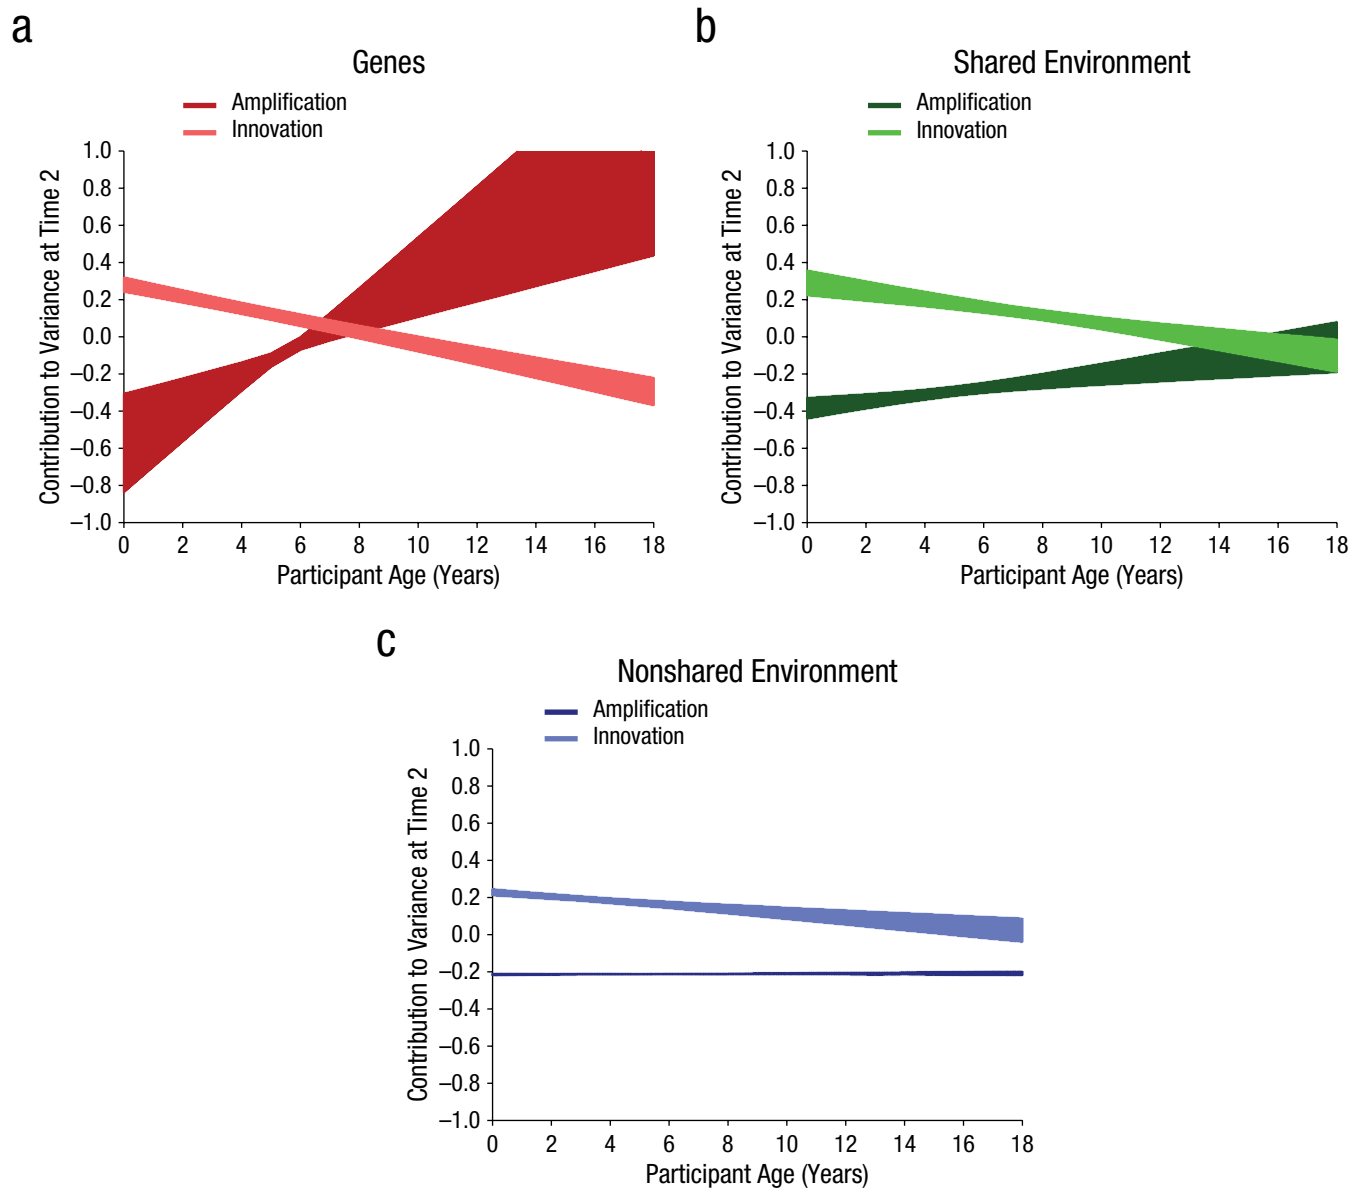 a
Genes
Amplification
Innovation
Contribution to Variance at Time 2
1.0
0.8
0.6
0.4
0.2
0.0
–0.2
–0.4
–0.6
–0.8
–1.0
0 2 4 6 8 10 12 14 16 18
Participant Age (Years)
b
Shared Environment
Amplification
Innovation
Contribution to Variance at Time 2
1.0
0.8
0.6
0.4
0.2
0.0
–0.2
–0.4
–0.6
–0.8
–1.0
0 2 4 6 8 10 12 14 16 18
Participant Age (Years)
c
Nonshared Environment
Amplification
Innovation
Contribution to Variance at Time 2
1.0
0.8
0.6
0.4
0.2
0.0
–0.2
–0.4
–0.6
–0.8
–1.0
0 2 4 6 8 10 12 14 16 18
Participant Age (Years)